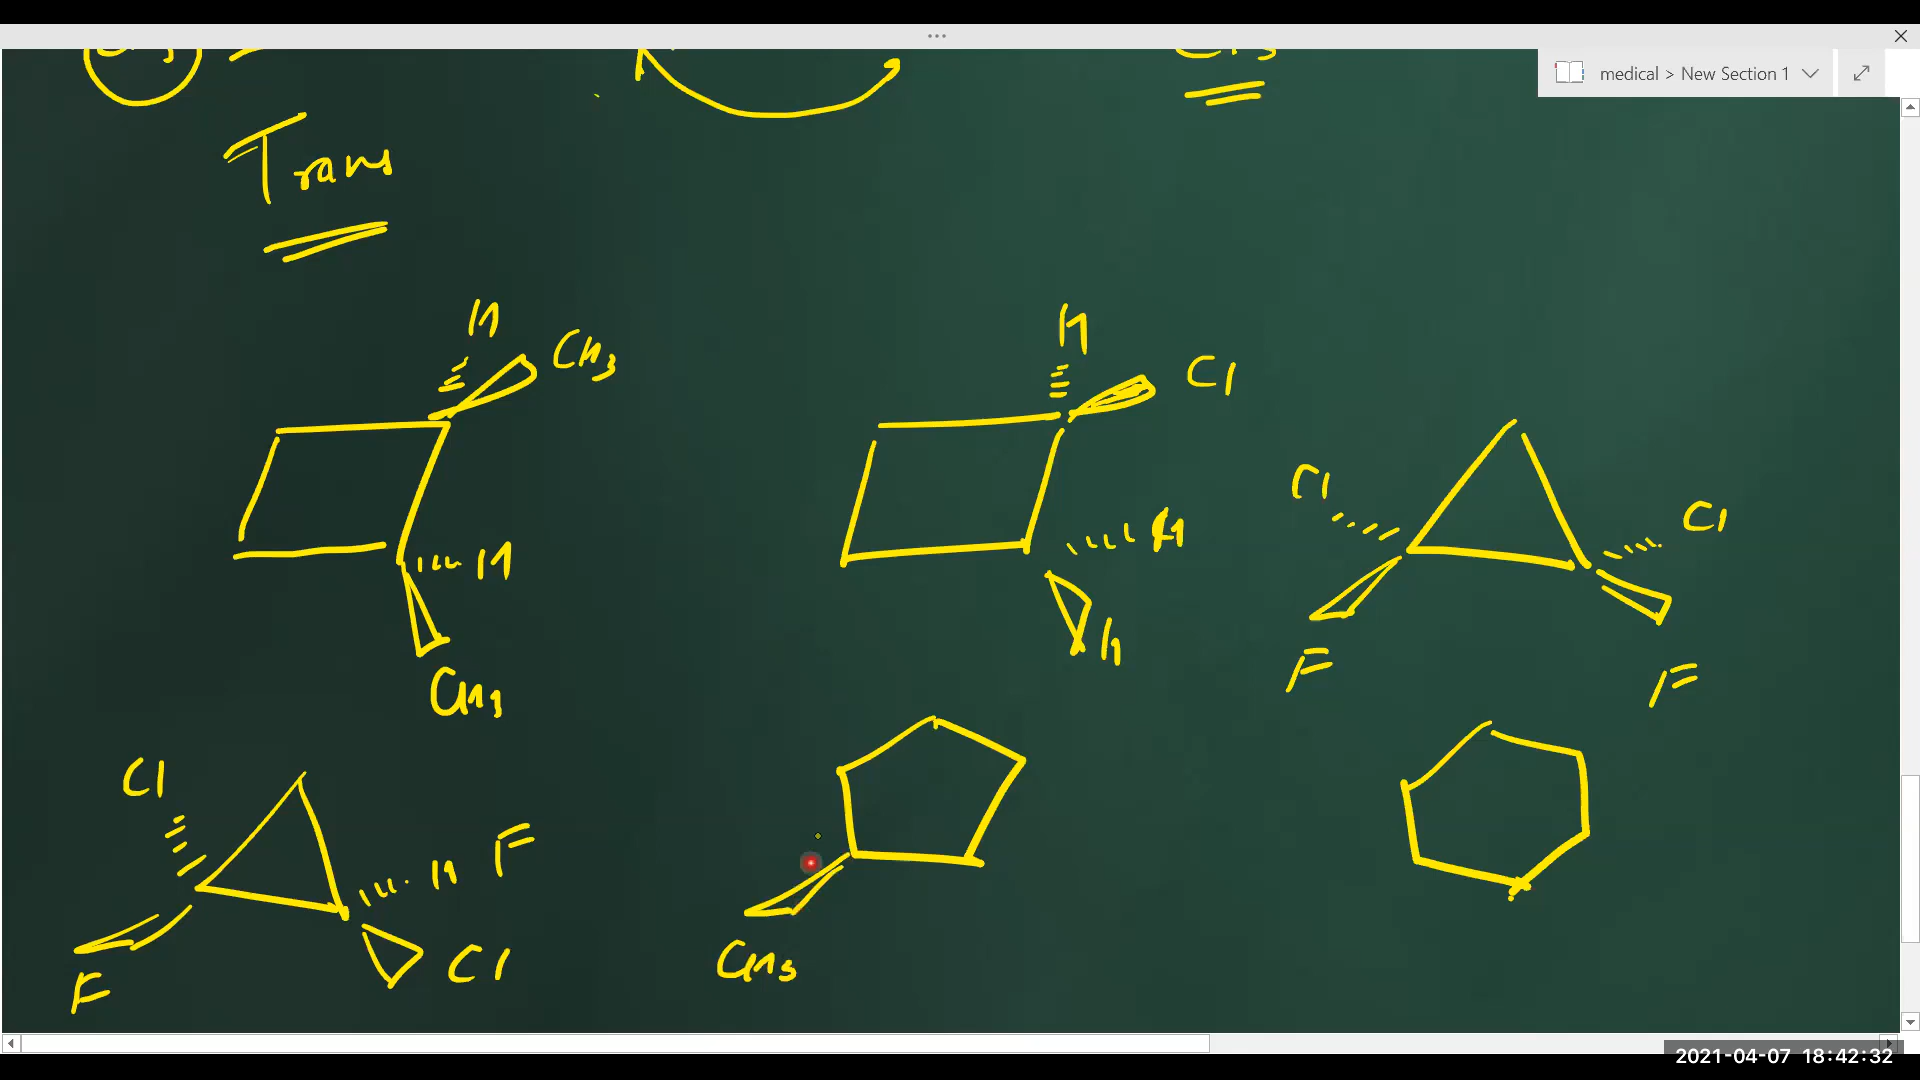 medical > New Section 1
Trans
H
CH3
H
CH3
H
Cl
H
H
Cl
Cl
F
F
Cl
H F
F
Cl
CH3
2021-04-07 18:42:32